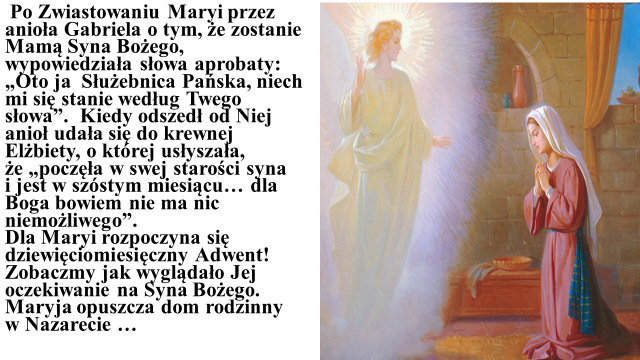 Po Zwiastowaniu Maryi przez
anioła Gabriela o tym, że zostanie
Mamą Syna Bożego,
wypowiedziała słowa aprobaty:
„Oto ja Służebnica Pańska, niech
mi się stanie według Twego
słowa”. Kiedy odszedł od Niej
anioł udała się do krewnej
Elżbiety, o której usłyszała,
że „poczęła w swej starości syna
i jest w szóstym miesiącu… dla
Boga bowiem nie ma nic
niemożliwego”.
Dla Maryi rozpoczyna się
dziewięciomiesięczny Adwent!
Zobaczmy jak wyglądało Jej
oczekiwanie na Syna Bożego.
Maryja opuszcza dom rodzinny
w Nazarecie …